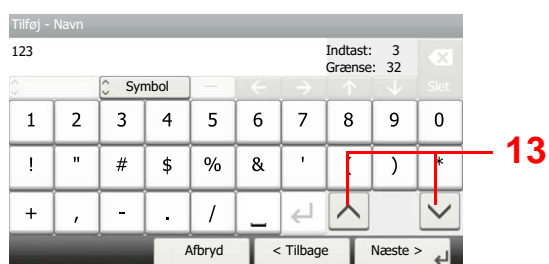 Tilføj - Navn
123
Indtast: 3
Grænse: 32
Symbol
Slet
1 2 3 4 5 6 7 8 9 0
! " # $ % & ' ( ) *
+ , - . / _
Afbryd < Tilbage Næste >
13